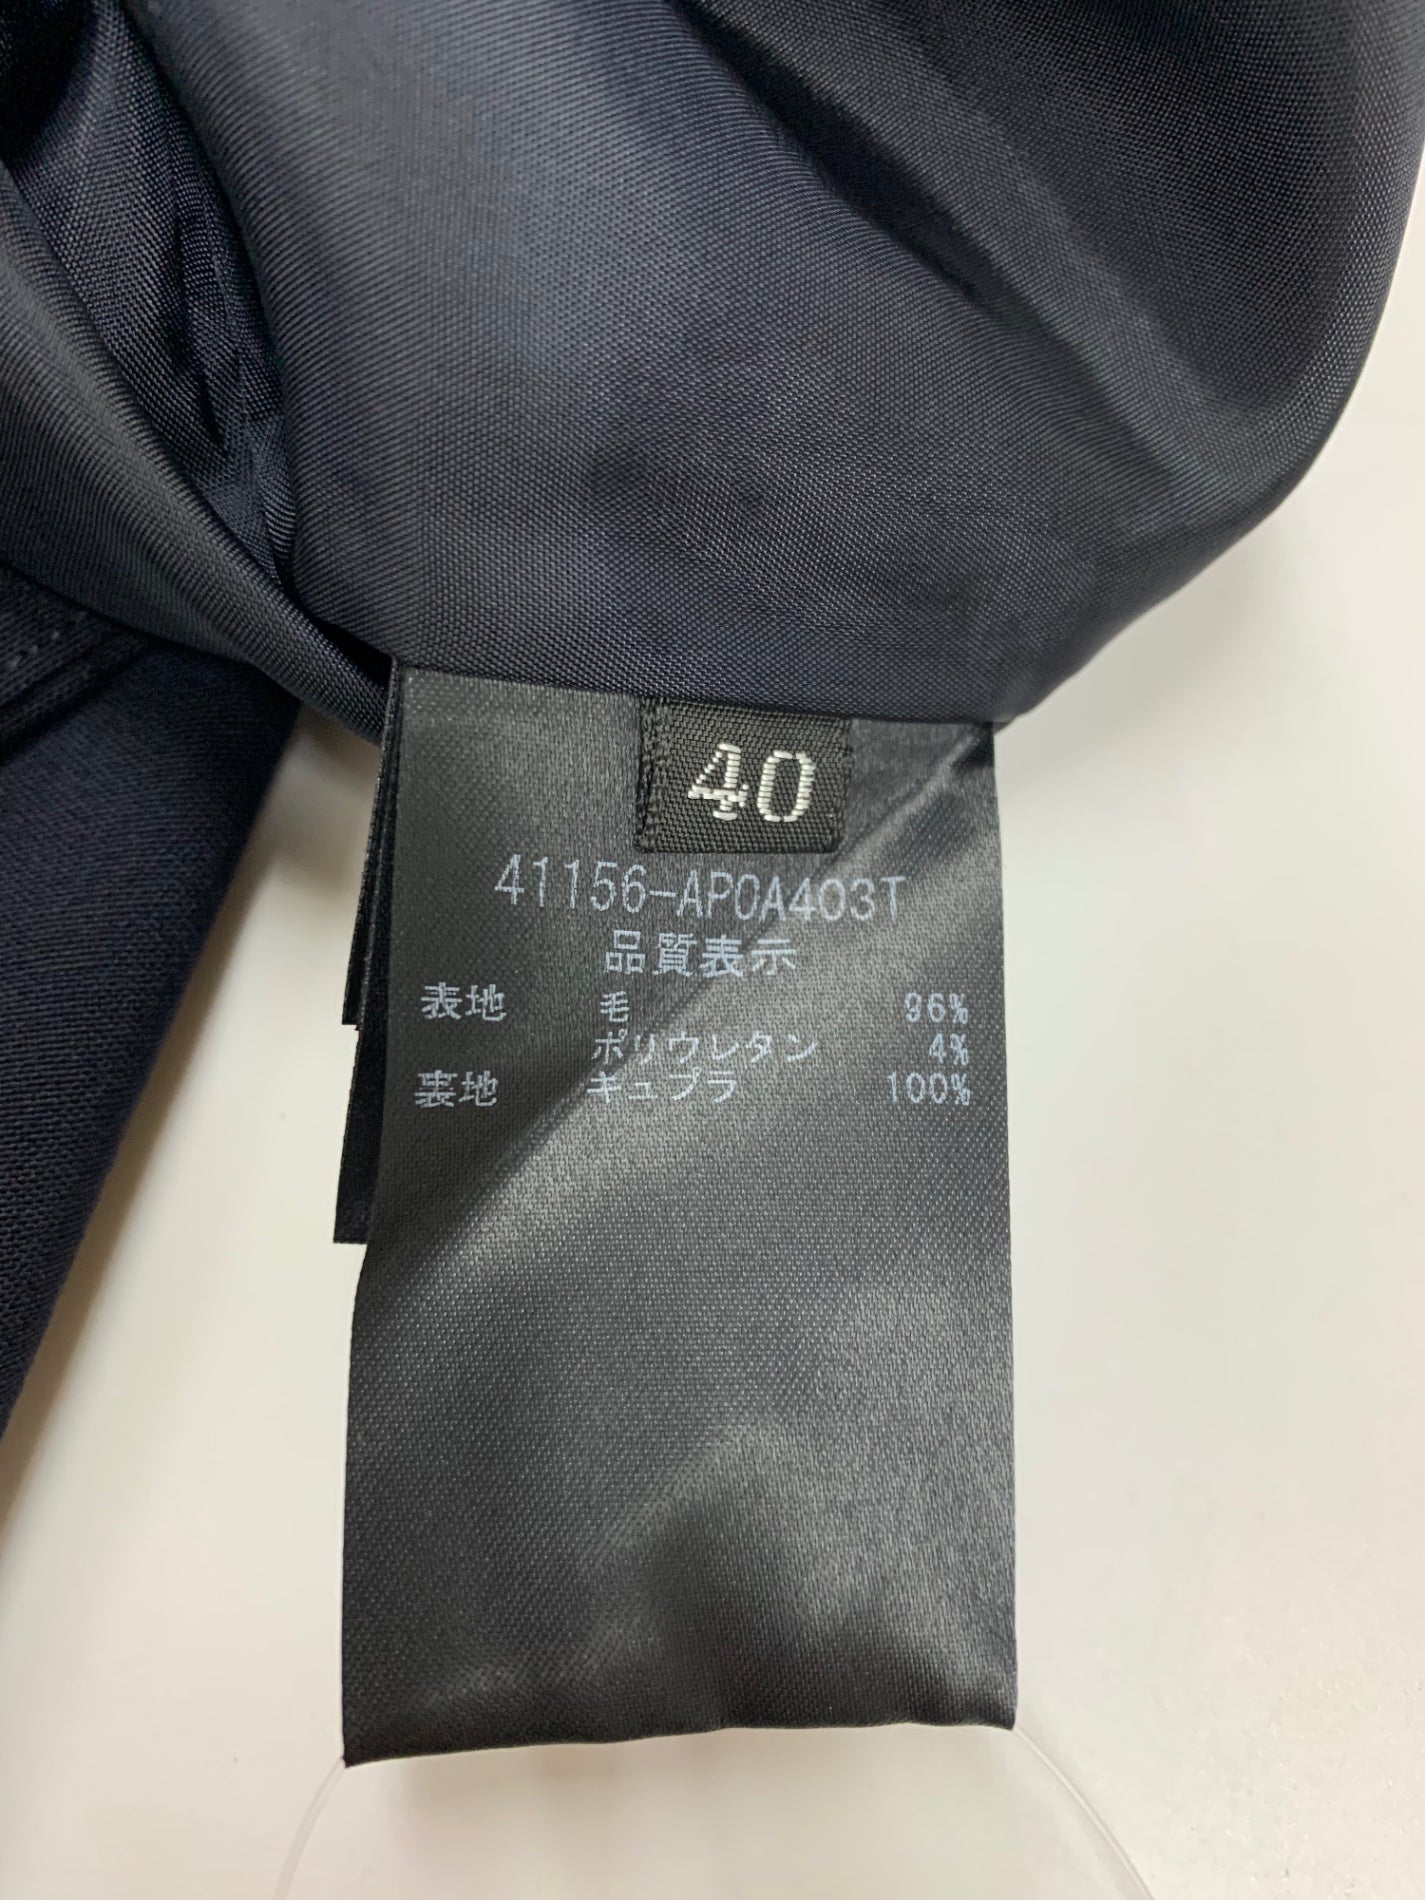 40
41156-APOA403T
品質表示
表地 毛 96%
ポリウレタン 4%
裏地 キュプラ 100%